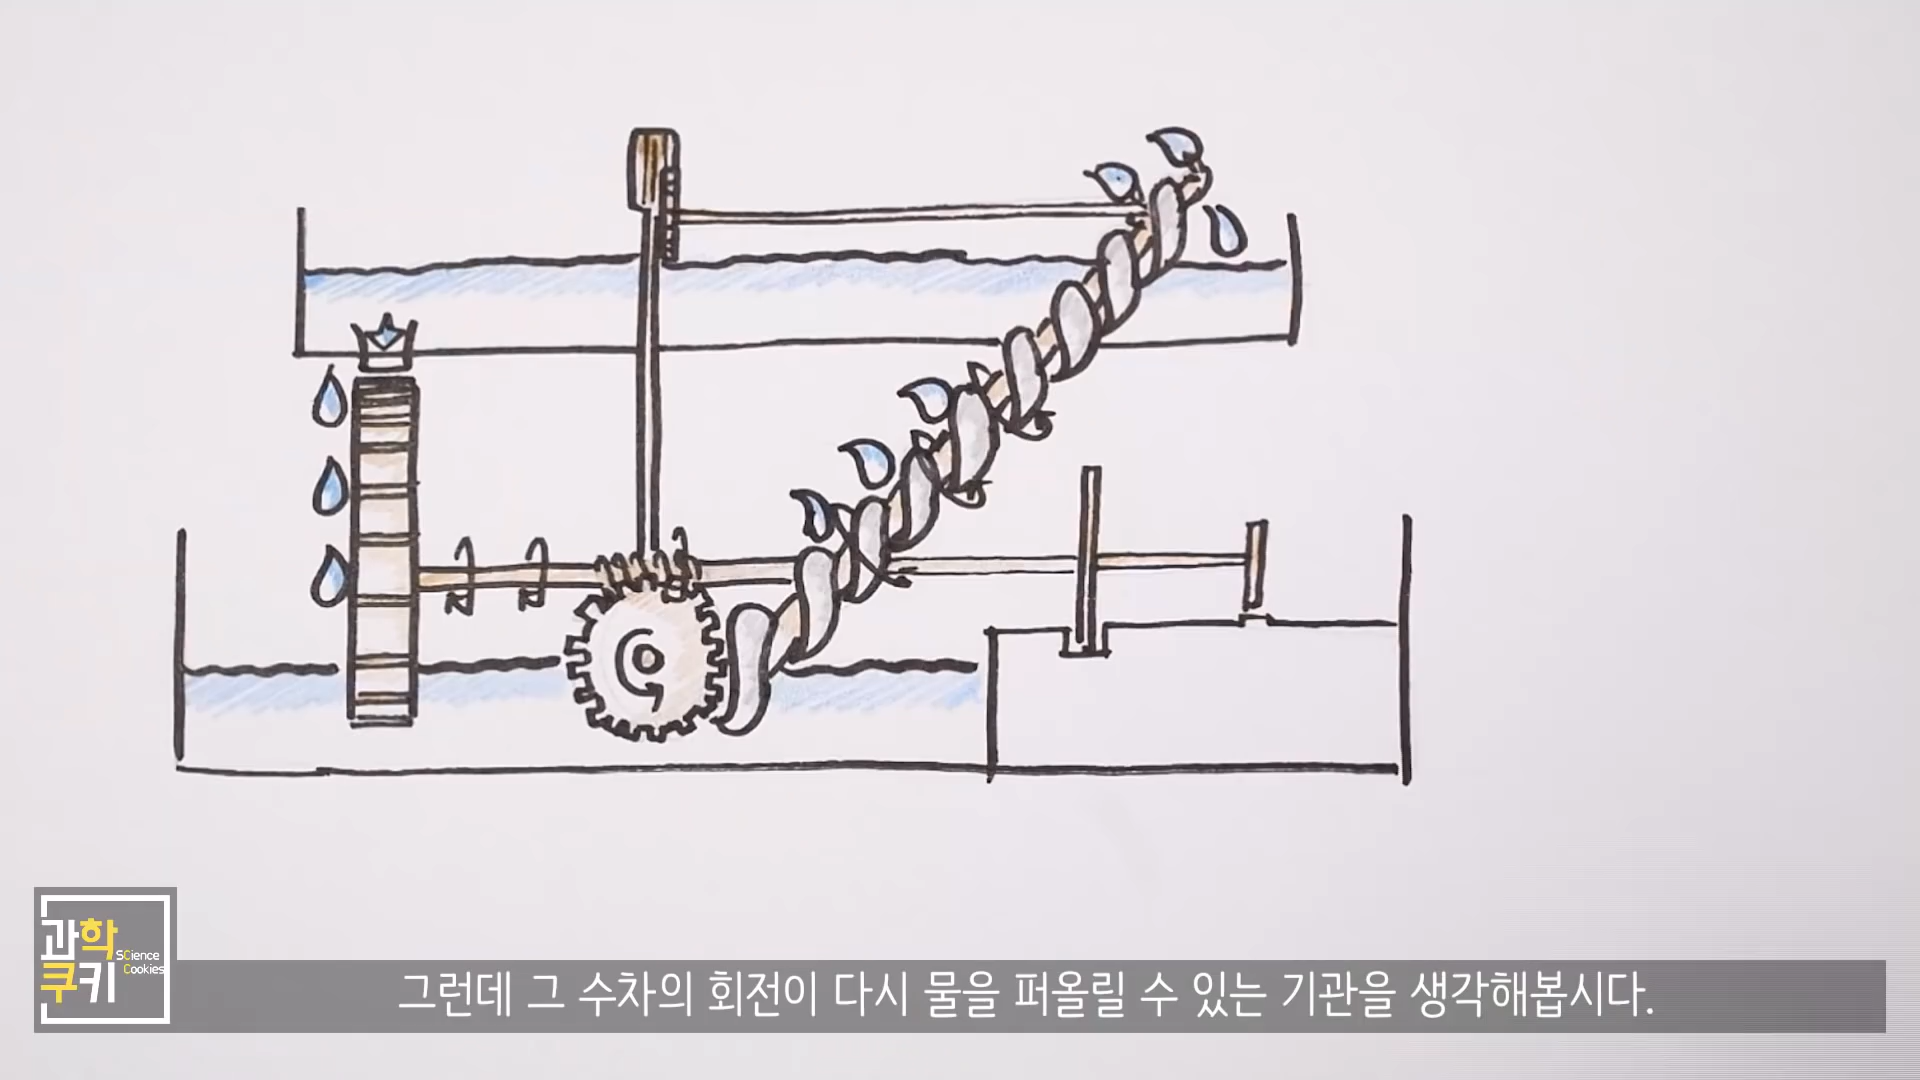 과학
쿠키
Science
Cookies
그런데 그 수차의 회전이 다시 물을 퍼올릴 수 있는 기관을 생각해봅시다.